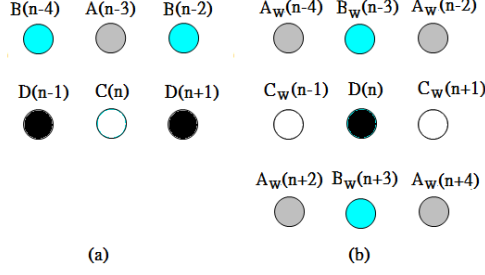 B(n-4) A(n-3) B(n-2) A_w(n-4) B_w(n-3) A_w(n-2)
D(n-1) C(n) D(n+1) C_w(n-1) D(n) C_w(n+1)
A_w(n+2) B_w(n+3) A_w(n+4)
(a) (b)